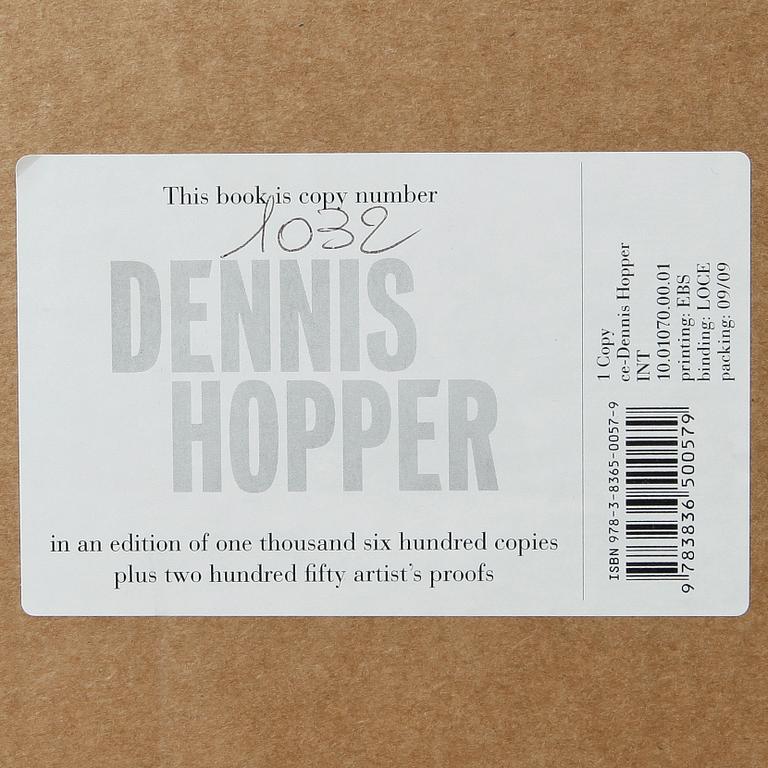 This book is copy number
1032
DENNIS
HOPPER
in an edition of one thousand six hundred copies
plus two hundred fifty artist's proofs
1 Copy
ce-Dennis Hopper
INT
10.01070.00.01
printing: EBS
binding: LOCE
packing: 09/09
ISBN 978-3-8365-0057-9
9 783836 500579